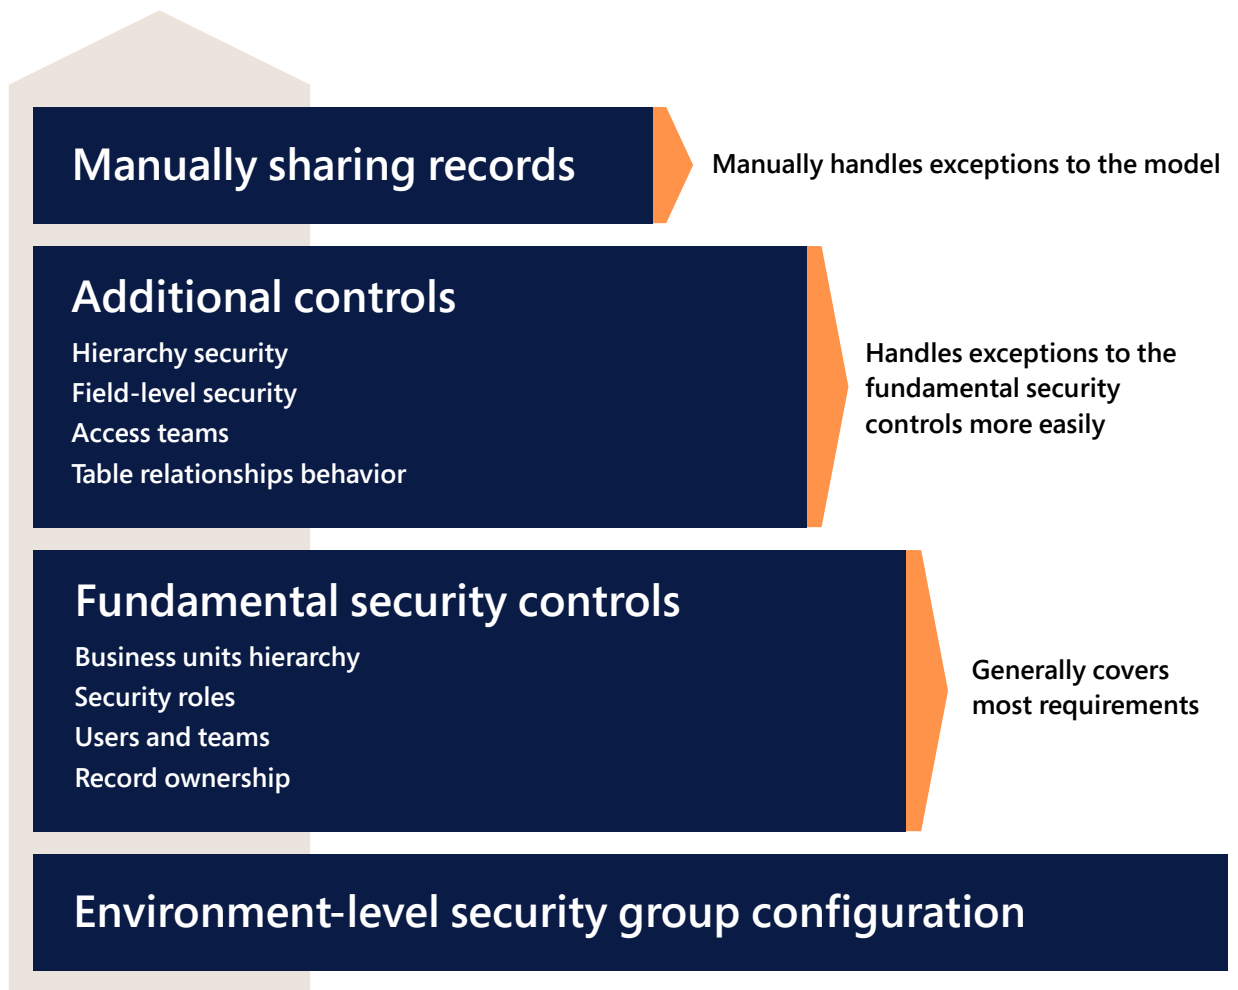 Manually sharing records
Manually handles exceptions to the model
Additional controls
Hierarchy security
Field-level security
Access teams
Table relationships behavior
Handles exceptions to the
fundamental security
controls more easily
Fundamental security controls
Business units hierarchy
Security roles
Users and teams
Record ownership
Generally covers
most requirements
Environment-level security group configuration